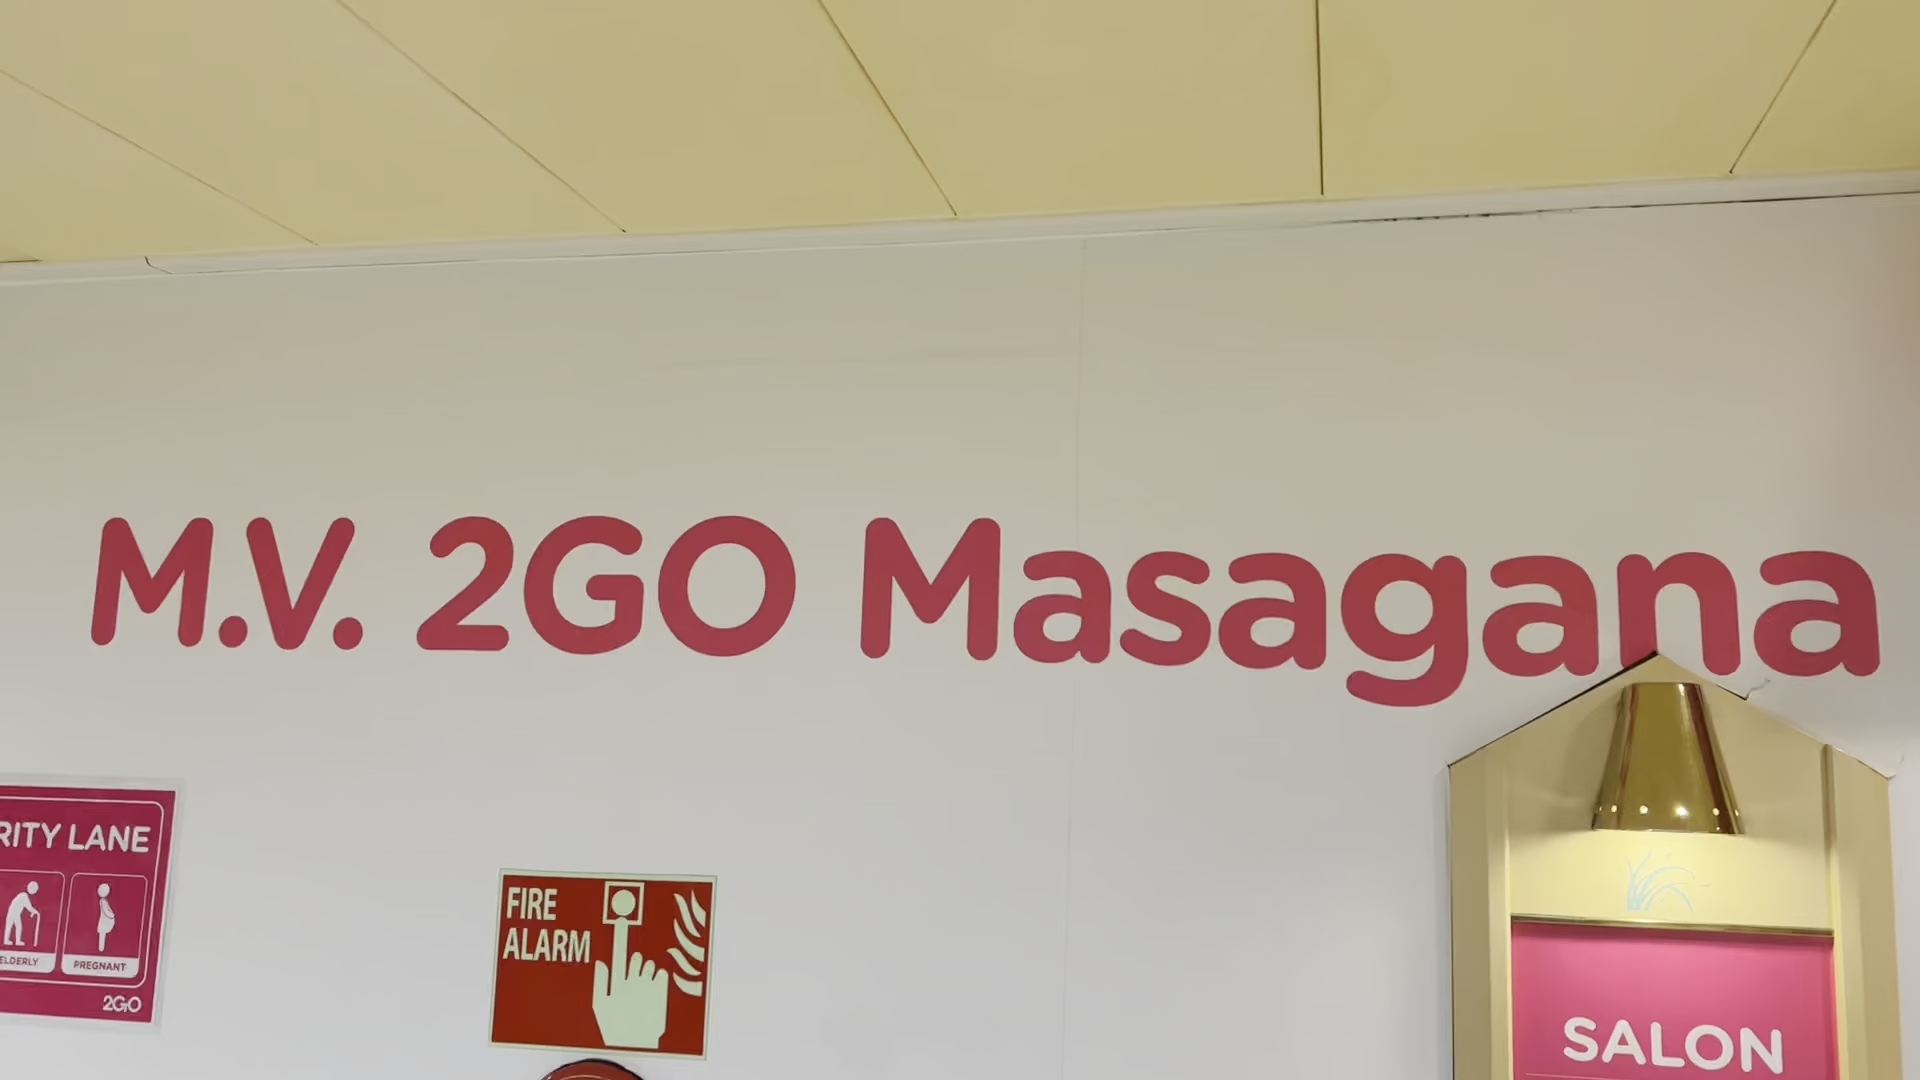 M.V. 2GO Masagana
RITY LANE
ELDERLY
PREGNANT
2GO
FIRE
ALARM
SALON